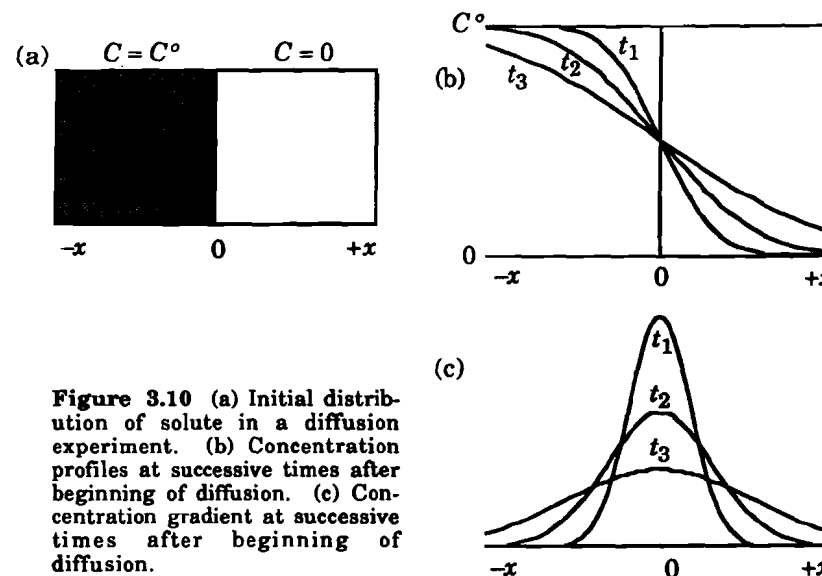 (a)
C = C° C = 0
−x 0 +x
(b)
C°
t₁
t₂
t₃
0
−x 0 +x
(c)
t₁
t₂
t₃
−x 0 +x
Figure 3.10 (a) Initial distrib-
ution of solute in a diffusion
experiment. (b) Concentration
profiles at successive times after
beginning of diffusion. (c) Con-
centration gradient at successive
times after beginning of
diffusion.